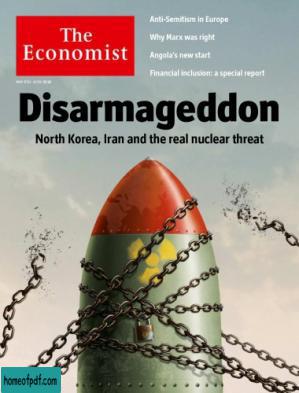 The
Economist
Anti-Semitism in Europe
Why Marx was right
Angola's new start
Financial inclusion: a special report
Disarmageddon
North Korea, Iran and the real nuclear threat
homeofpdf.com